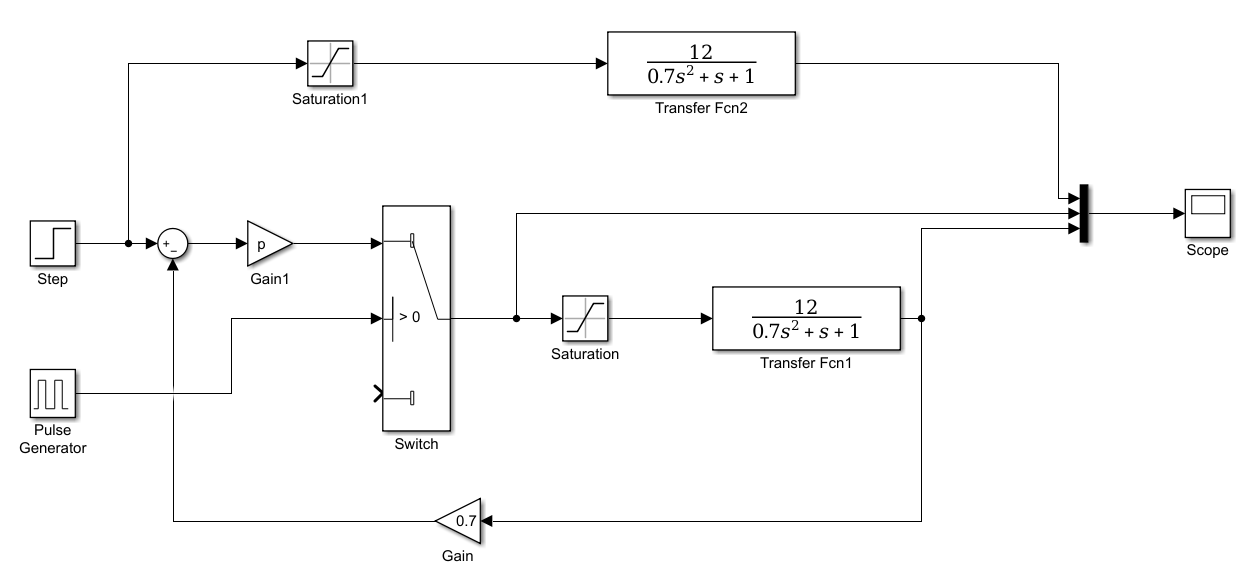 12
0.7s² + s + 1
Saturation1
Transfer Fcn2
+
−
p
Step
Gain1
Scope
> 0
12
0.7s² + s + 1
Saturation
Transfer Fcn1
Pulse
Generator
Switch
0.7
Gain